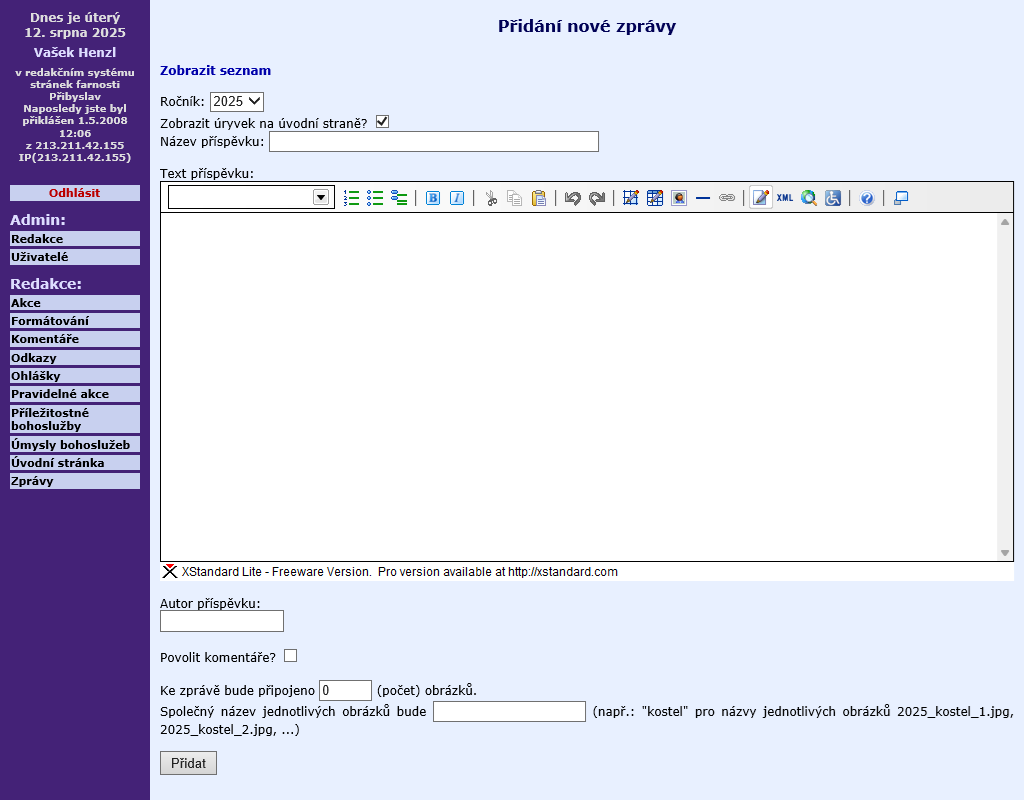 Dnes je úterý
12. srpna 2025
Vašek Henzl
v redakčním systému
stránek farnosti
Přibyslav
Naposledy jste byl
přiklášen 1.5.2008
12:06
z 213.211.42.155
IP(213.211.42.155)
Odhlásit
Admin:
Redakce
Uživatelé
Redakce:
Akce
Formátování
Komentáře
Odkazy
Ohlášky
Pravidelné akce
Příležitostné
bohoslužby
Úmysly bohoslužeb
Úvodní stránka
Zprávy
Přidání nové zprávy
Zobrazit seznam
Ročník: 2025
Zobrazit úryvek na úvodní straně?
Název příspěvku:
Text příspěvku:
B I XML ?
XStandard Lite - Freeware Version. Pro version available at http://xstandard.com
Autor příspěvku:
Povolit komentáře?
Ke zprávě bude připojeno 0 (počet) obrázků.
Společný název jednotlivých obrázků bude (např.: "kostel" pro názvy jednotlivých obrázků 2025_kostel_1.jpg,
2025_kostel_2.jpg, ...)
Přidat